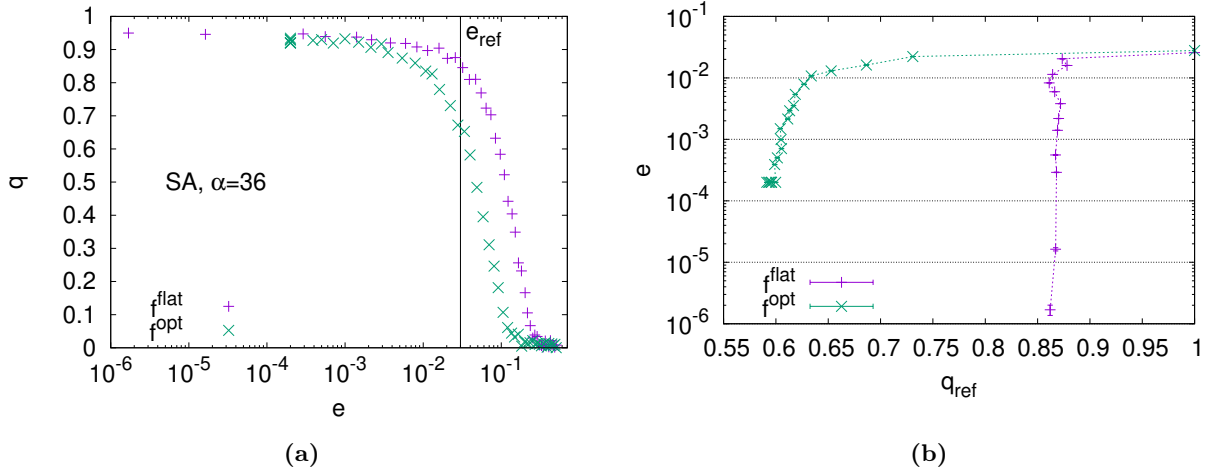 1
0.9
0.8
0.7
0.6
0.5
0.4
0.3
0.2
0.1
0
q
e_ref
SA, α=36
f^flat
f^opt
10^-6 10^-5 10^-4 10^-3 10^-2 10^-1
e
(a)
10^-1
10^-2
10^-3
10^-4
10^-5
10^-6
e
f^flat
f^opt
0.55 0.6 0.65 0.7 0.75 0.8 0.85 0.9 0.95 1
q_ref
(b)